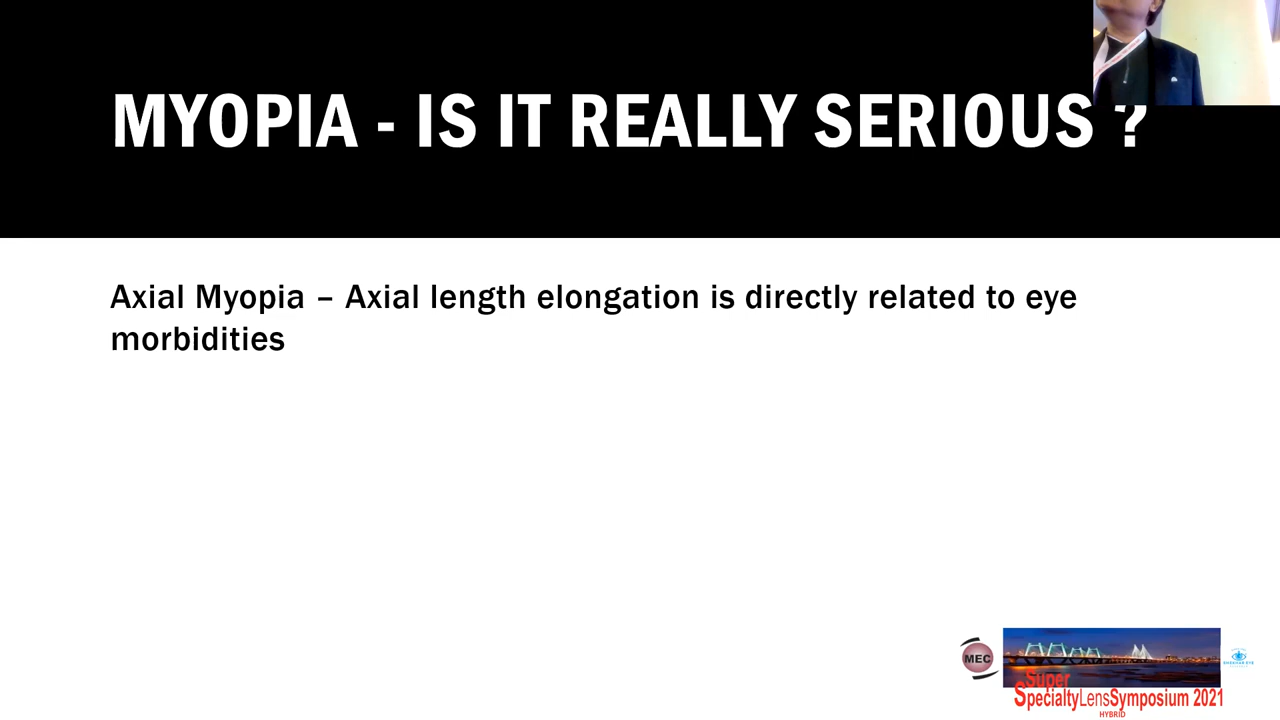 MYOPIA - IS IT REALLY SERIOUS ?
Axial Myopia – Axial length elongation is directly related to eye
morbidities
MEC
Super
SpecialtyLensSymposium 2021
HYBRID